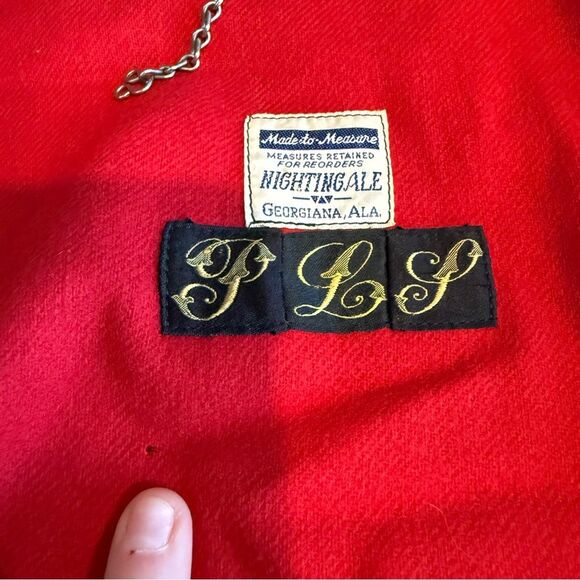 Made-to-Measure
MEASURES RETAINED
FOR REORDERS
NIGHTINGALE
GEORGIANA, ALA.
P L S